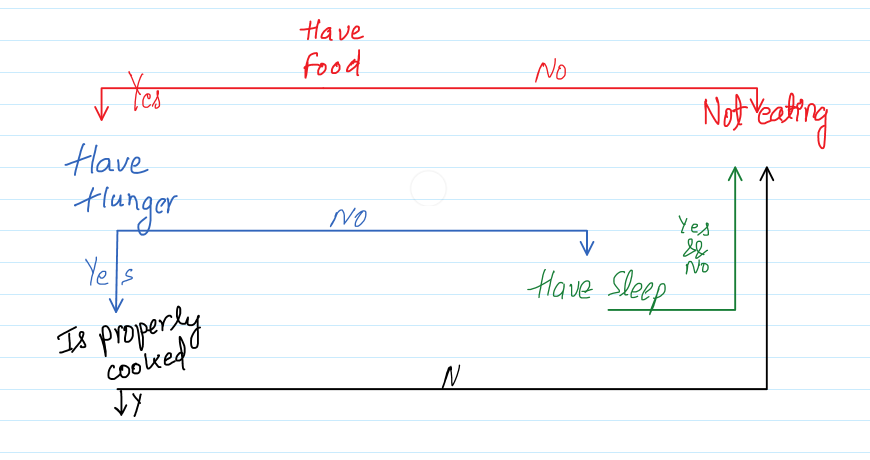 Have
food
Yes
No
Not eating
Have
Hunger
No
Yes
Yes
&&
No
Have Sleep
Is properly
cooked
N
Y